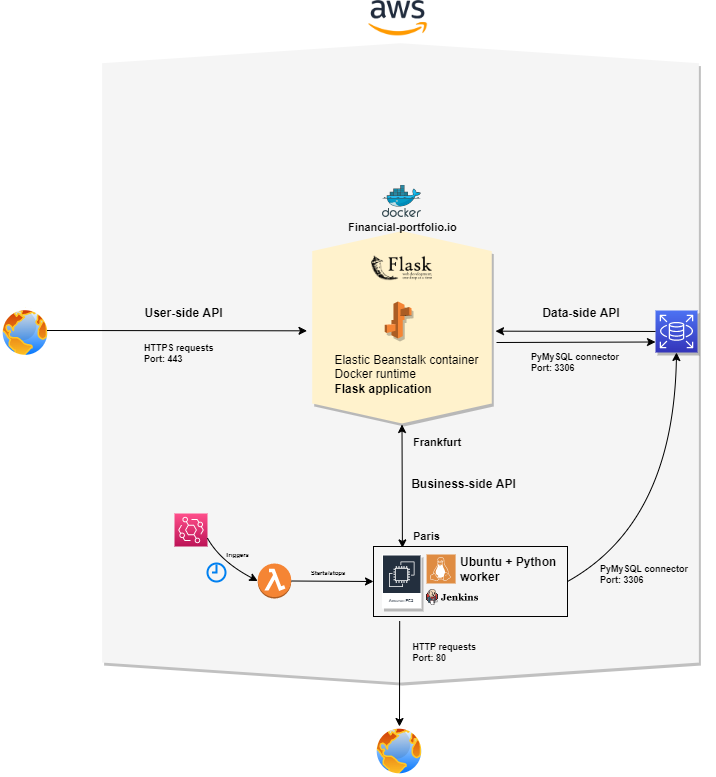 aws
docker
Financial-portfolio.io
Flask
web development,
one drop at a time
User-side API
HTTPS requests
Port: 443
Elastic Beanstalk container
Docker runtime
Flask application
Data-side API
PyMySQL connector
Port: 3306
Frankfurt
Business-side API
Paris
Triggers
Starts/stops
Amazon EC2
Ubuntu + Python
worker
Jenkins
PyMySQL connector
Port: 3306
HTTP requests
Port: 80